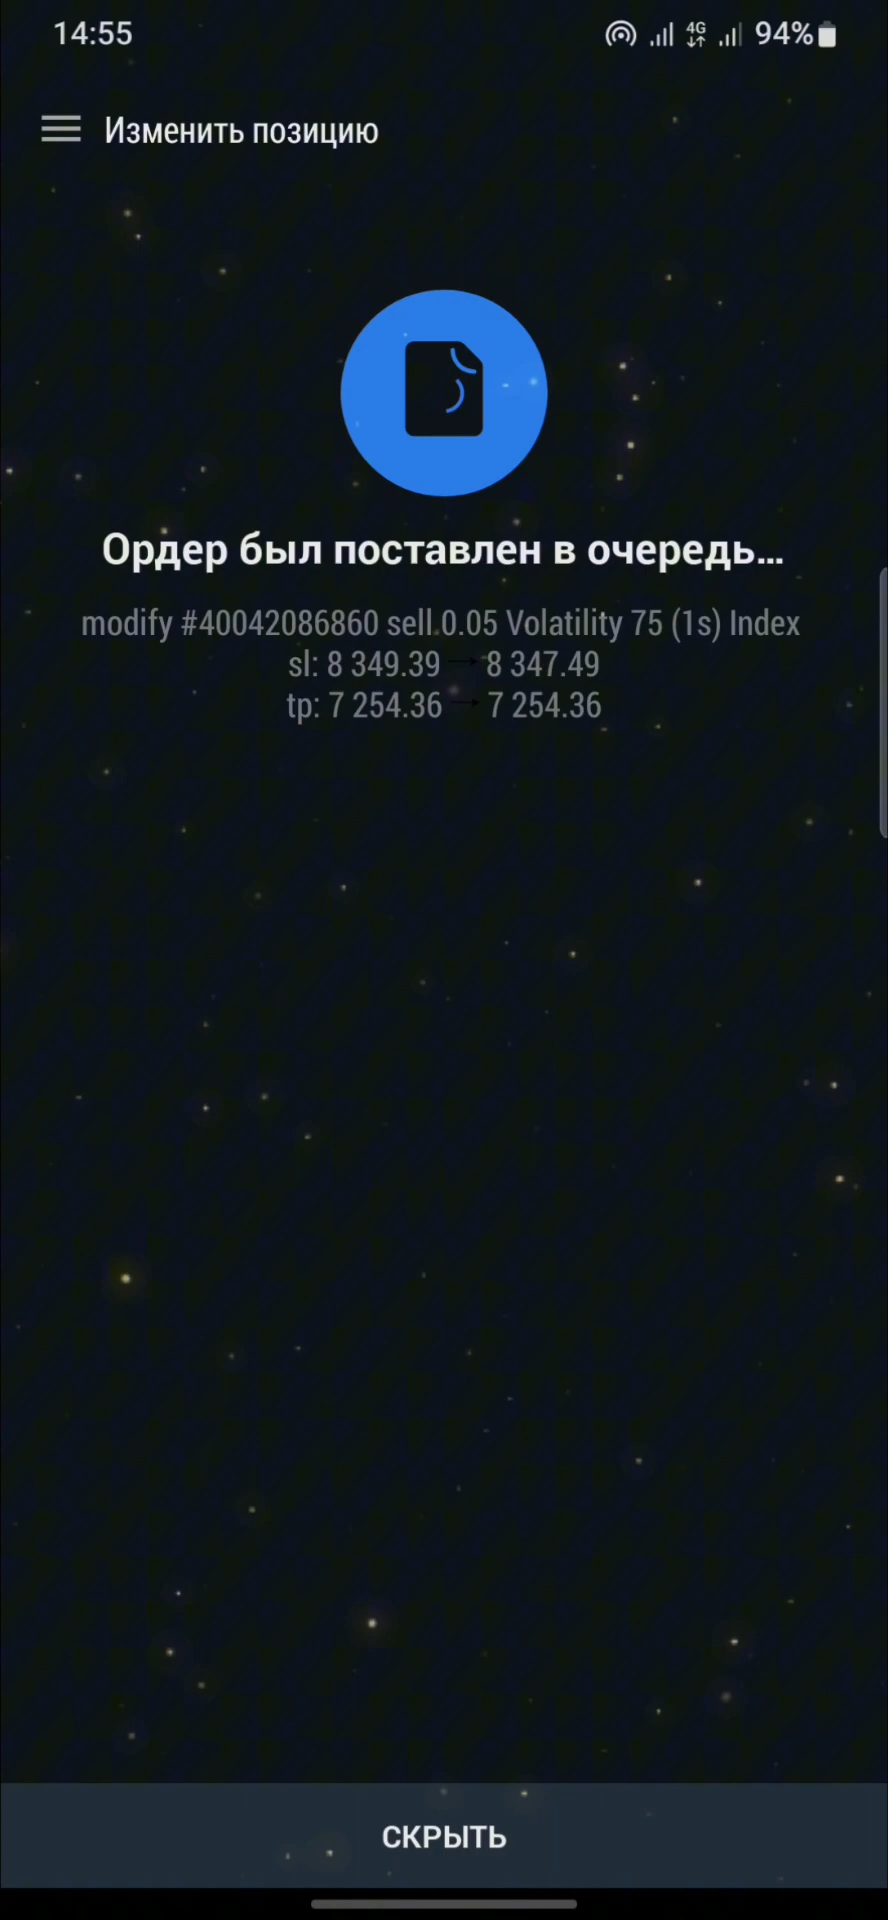 14:55
4G
94%
Изменить позицию
Ордер был поставлен в очередь...
modify #40042086860 sell 0.05 Volatility 75 (1s) Index
sl: 8 349.39 → 8 347.49
tp: 7 254.36 → 7 254.36
СКРЫТЬ